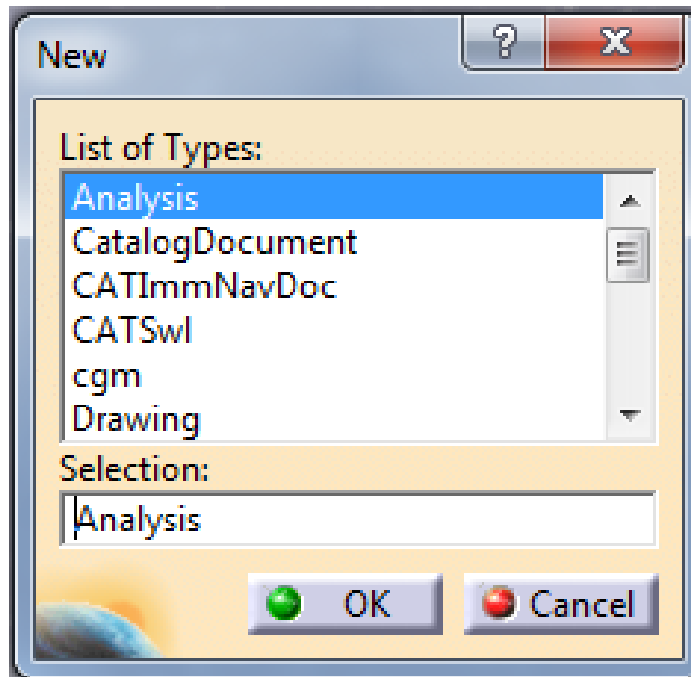 New
?
X
List of Types:
Analysis
CatalogDocument
CATImmNavDoc
CATSwl
cgm
Drawing
Selection:
Analysis
OK
Cancel